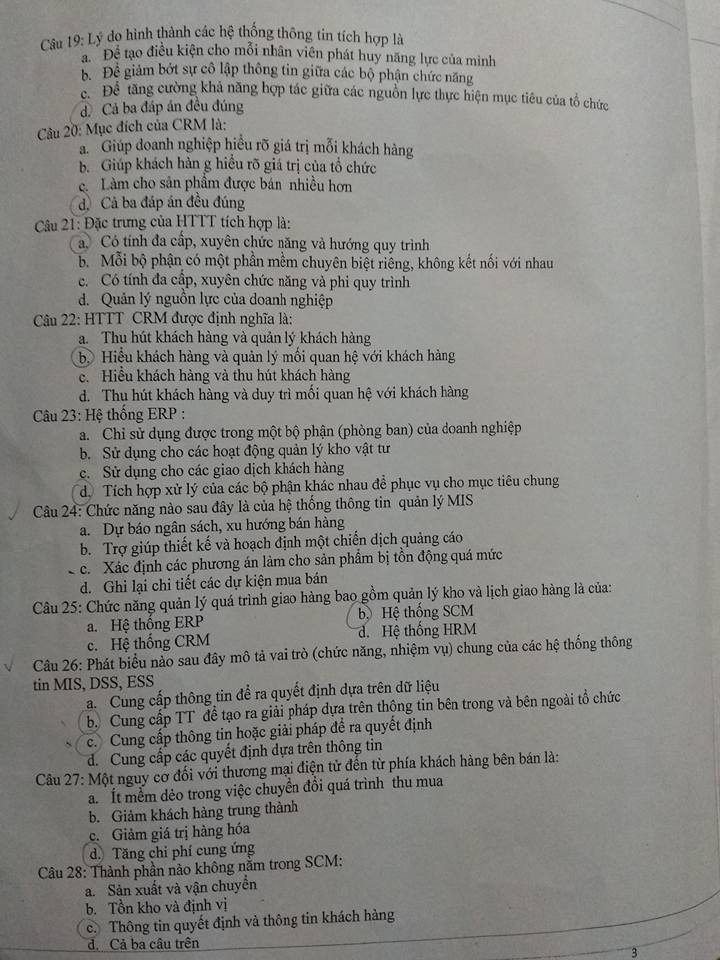 Câu 19: Lý do hình thành các hệ thống thông tin tích hợp là
a. Để tạo điều kiện cho mỗi nhân viên phát huy năng lực của mình
b. Để giảm bớt sự cô lập thông tin giữa các bộ phận chức năng
c. Để tăng cường khả năng hợp tác giữa các nguồn lực thực hiện mục tiêu của tổ chức
d. Cả ba đáp án đều đúng
Câu 20: Mục đích của CRM là:
a. Giúp doanh nghiệp hiểu rõ giá trị mỗi khách hàng
b. Giúp khách hàn g hiểu rõ giá trị của tổ chức
c. Làm cho sản phẩm được bán nhiều hơn
d. Cả ba đáp án đều đúng
Câu 21: Đặc trưng của HTTT tích hợp là:
a. Có tính đa cấp, xuyên chức năng và hướng quy trình
b. Mỗi bộ phận có một phần mềm chuyên biệt riêng, không kết nối với nhau
c. Có tính đa cấp, xuyên chức năng và phi quy trình
d. Quản lý nguồn lực của doanh nghiệp
Câu 22: HTTT CRM được định nghĩa là:
a. Thu hút khách hàng và quản lý khách hàng
b. Hiểu khách hàng và quản lý mối quan hệ với khách hàng
c. Hiểu khách hàng và thu hút khách hàng
d. Thu hút khách hàng và duy trì mối quan hệ với khách hàng
Câu 23: Hệ thống ERP :
a. Chỉ sử dụng được trong một bộ phận (phòng ban) của doanh nghiệp
b. Sử dụng cho các hoạt động quản lý kho vật tư
c. Sử dụng cho các giao dịch khách hàng
d. Tích hợp xử lý của các bộ phận khác nhau để phục vụ cho mục tiêu chung
Câu 24: Chức năng nào sau đây là của hệ thống thông tin quản lý MIS
a. Dự báo ngân sách, xu hướng bán hàng
b. Trợ giúp thiết kế và hoạch định một chiến dịch quảng cáo
c. Xác định các phương án làm cho sản phẩm bị tồn động quá mức
d. Ghi lại chi tiết các dự kiện mua bán
Câu 25: Chức năng quản lý quá trình giao hàng bao gồm quản lý kho và lịch giao hàng là của:
a. Hệ thống ERP b. Hệ thống SCM
c. Hệ thống CRM d. Hệ thống HRM
Câu 26: Phát biểu nào sau đây mô tả vai trò (chức năng, nhiệm vụ) chung của các hệ thống thông
tin MIS, DSS, ESS
a. Cung cấp thông tin để ra quyết định dựa trên dữ liệu
b. Cung cấp TT để tạo ra giải pháp dựa trên thông tin bên trong và bên ngoài tổ chức
c. Cung cấp thông tin hoặc giải pháp để ra quyết định
d. Cung cấp các quyết định dựa trên thông tin
Câu 27: Một nguy cơ đối với thương mại điện tử đến từ phía khách hàng bên bán là:
a. Ít mềm dẻo trong việc chuyển đổi quá trình thu mua
b. Giảm khách hàng trung thành
c. Giảm giá trị hàng hóa
d. Tăng chi phí cung ứng
Câu 28: Thành phần nào không nằm trong SCM:
a. Sản xuất và vận chuyển
b. Tồn kho và định vị
c. Thông tin quyết định và thông tin khách hàng
d. Cả ba câu trên
3